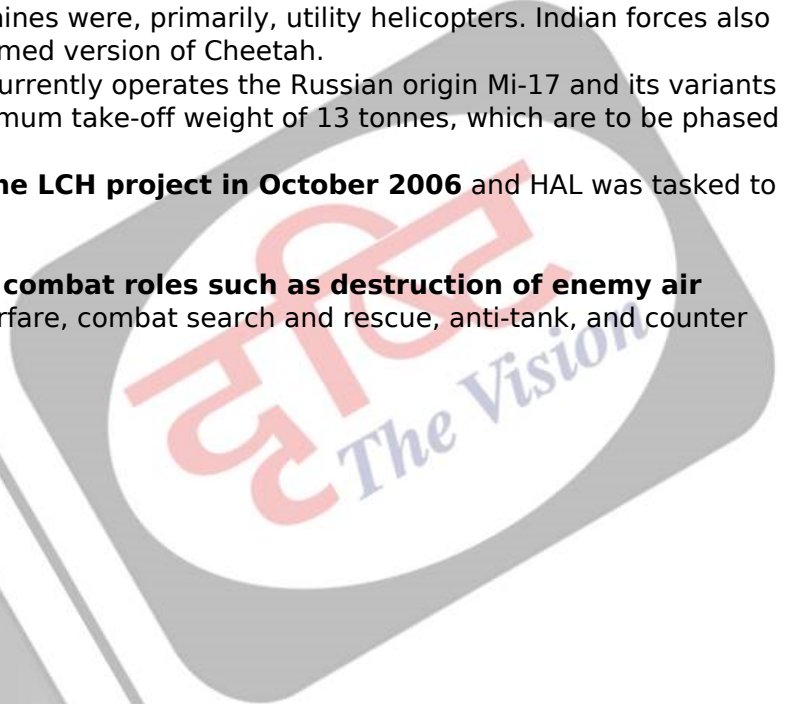 ines were, primarily, utility helicopters. Indian forces also
med version of Cheetah.
urrently operates the Russian origin Mi-17 and its variants
mum take-off weight of 13 tonnes, which are to be phased
ne LCH project in October 2006 and HAL was tasked to
combat roles such as destruction of enemy air
rfare, combat search and rescue, anti-tank, and counter
दृष्टि
The Vision